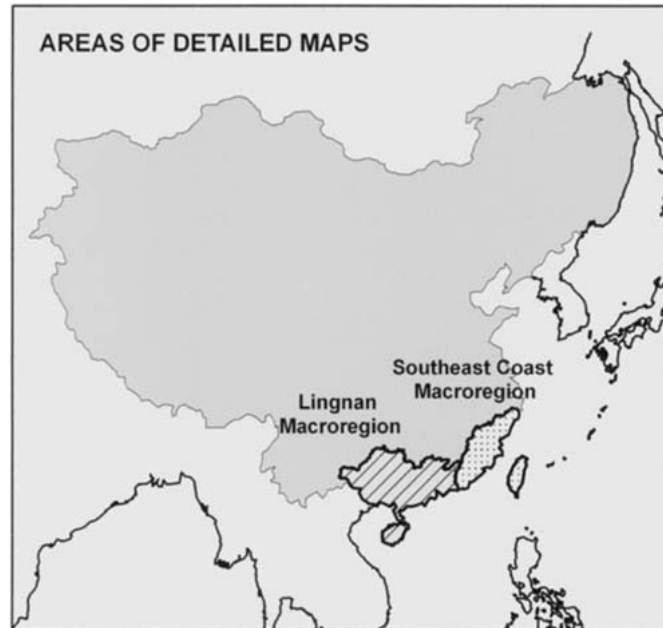 AREAS OF DETAILED MAPS
Southeast Coast
Macroregion
Lingnan
Macroregion